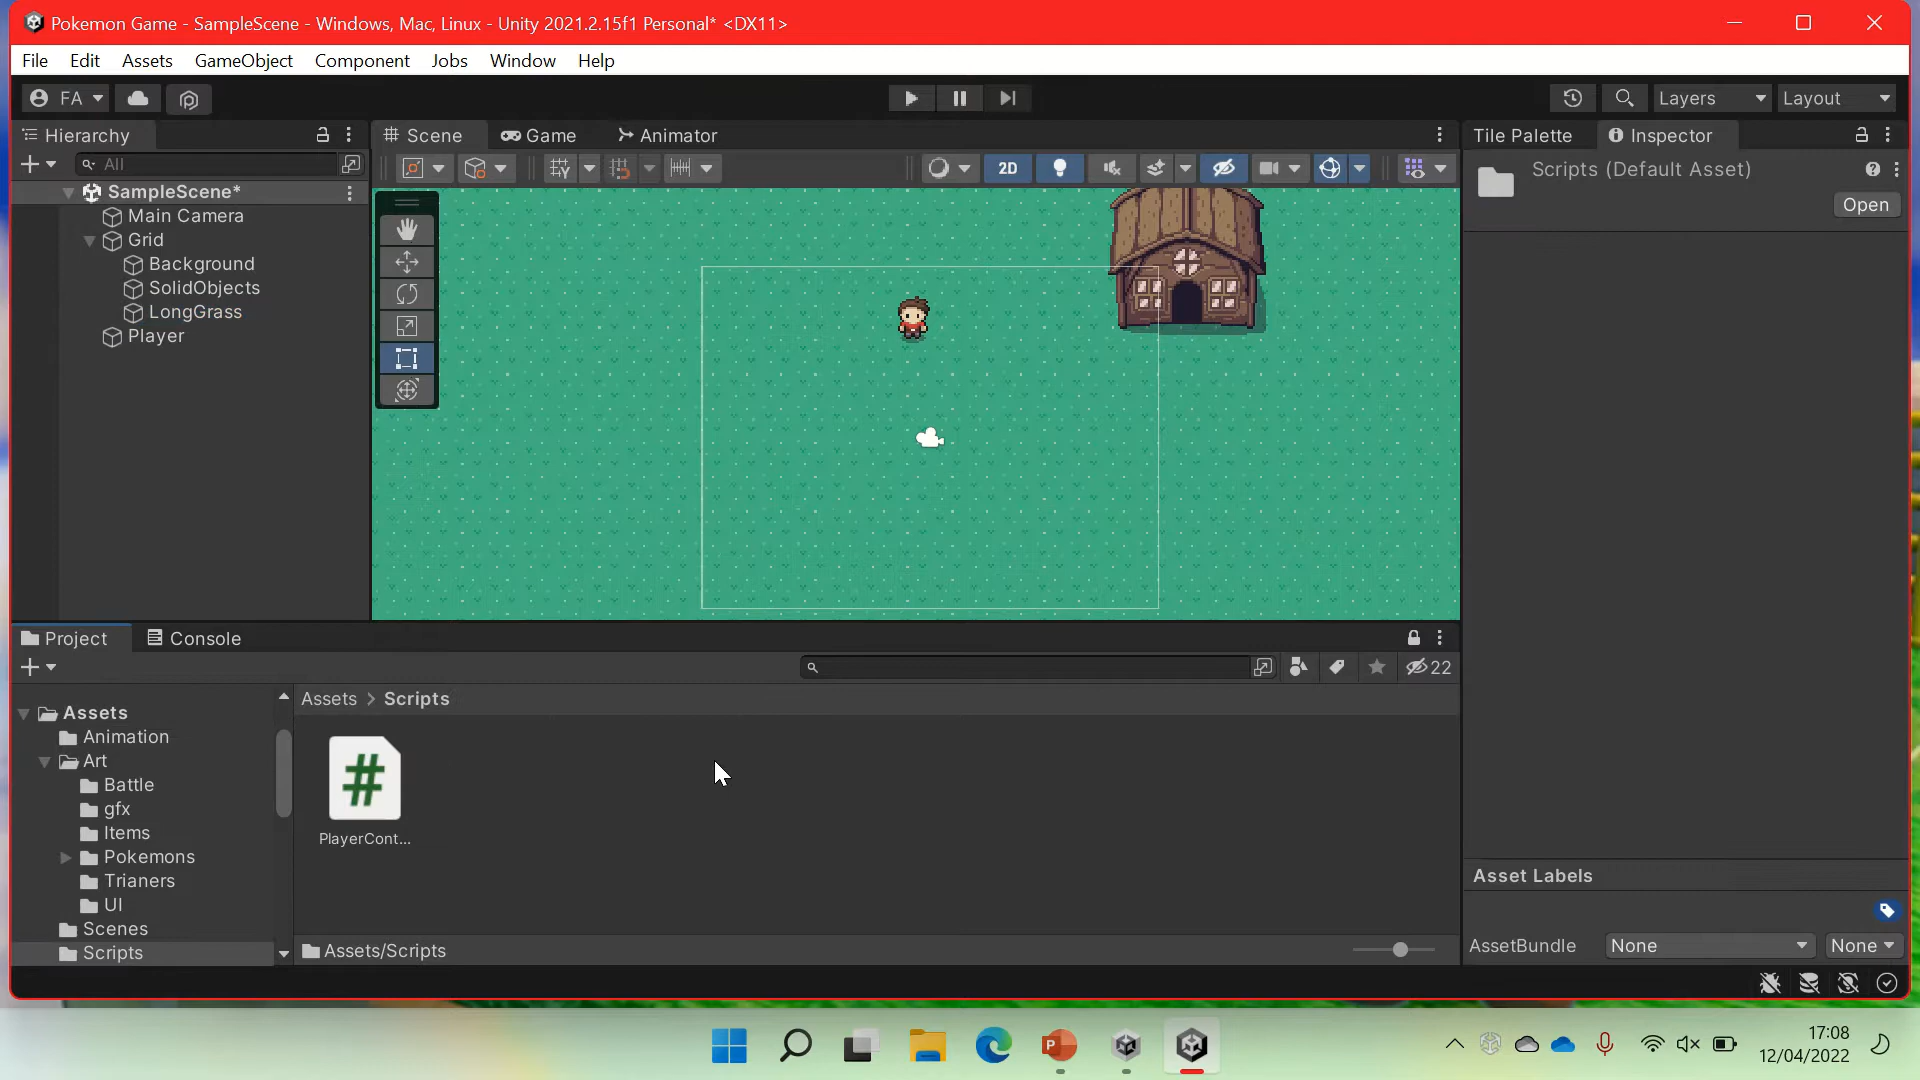 Pokemon Game - SampleScene - Windows, Mac, Linux - Unity 2021.2.15f1 Personal* <DX11>
File Edit Assets GameObject Component Jobs Window Help
FA Layers Layout
Hierarchy Scene Game Animator Tile Palette Inspector
All 2D Scripts (Default Asset)
Open
SampleScene*
Main Camera
Grid
Background
SolidObjects
LongGrass
Player
Project Console
22
Assets > Scripts
Assets
Animation
Art
Battle
gfx
Items
Pokemons
Trianers
UI
Scenes
Scripts
#
PlayerCont...
Assets/Scripts
Asset Labels
AssetBundle None None
P
17:08
12/04/2022